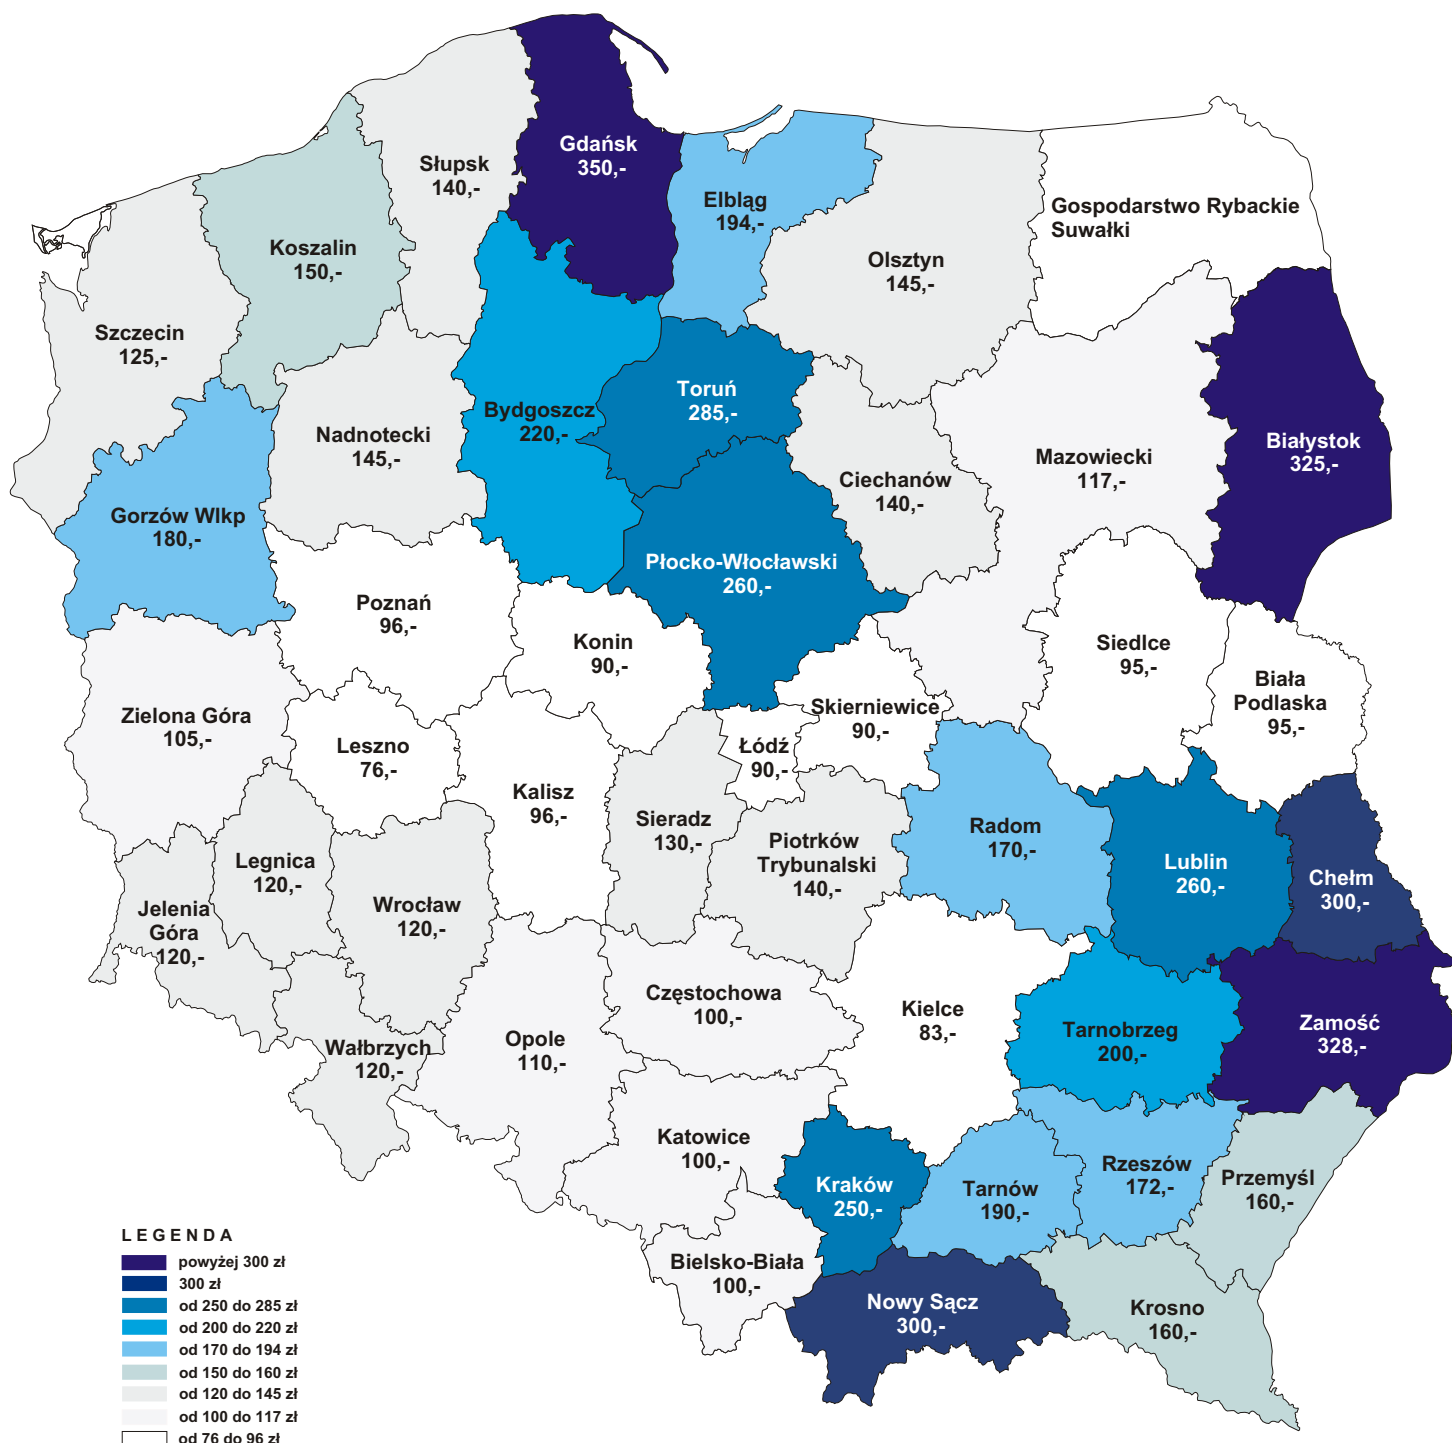 Gdańsk
350,-
Słupsk
140,-
Elbląg
194,-
Gospodarstwo Rybackie
Suwałki
Koszalin
150,-
Olsztyn
145,-
Szczecin
125,-
Toruń
285,-
Bydgoszcz
220,-
Nadnotecki
145,-
Białystok
325,-
Mazowiecki
117,-
Ciechanów
140,-
Gorzów Wlkp
180,-
Płocko-Włocławski
260,-
Poznań
96,-
Konin
90,-
Siedlce
95,-
Biała
Podlaska
95,-
Zielona Góra
105,-
Skierniewice
90,-
Leszno
76,-
Łódź
90,-
Kalisz
96,-
Sieradz
130,-
Radom
170,-
Piotrków
Trybunalski
140,-
Legnica
120,-
Lublin
260,-
Chełm
300,-
Wrocław
120,-
Jelenia
Góra
120,-
Częstochowa
100,-
Kielce
83,-
Zamość
328,-
Tarnobrzeg
200,-
Opole
110,-
Wałbrzych
120,-
Katowice
100,-
Rzeszów
172,-
Przemyśl
160,-
Kraków
250,-
Tarnów
190,-
Bielsko-Biała
100,-
Nowy Sącz
300,-
Krosno
160,-
LEGENDA
powyżej 300 zł
300 zł
od 250 do 285 zł
od 200 do 220 zł
od 170 do 194 zł
od 150 do 160 zł
od 120 do 145 zł
od 100 do 117 zł
od 76 do 96 zł